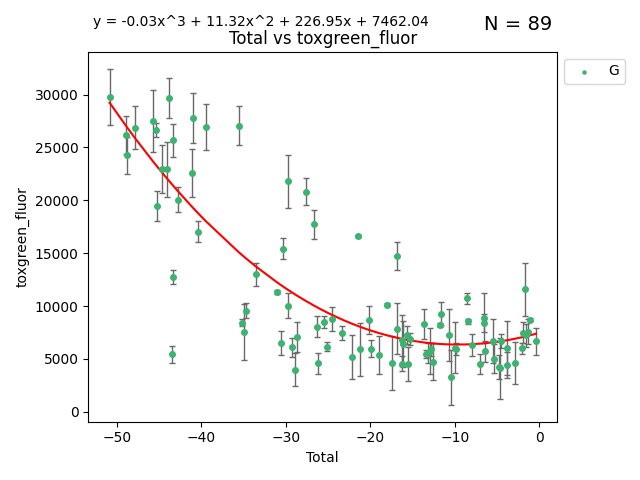 y = -0.03x^3 + 11.32x^2 + 226.95x + 7462.04
N = 89
Total vs toxgreen_fluor
G
30000
25000
20000
15000
10000
5000
0
toxgreen_fluor
−50 −40 −30 −20 −10 0
Total